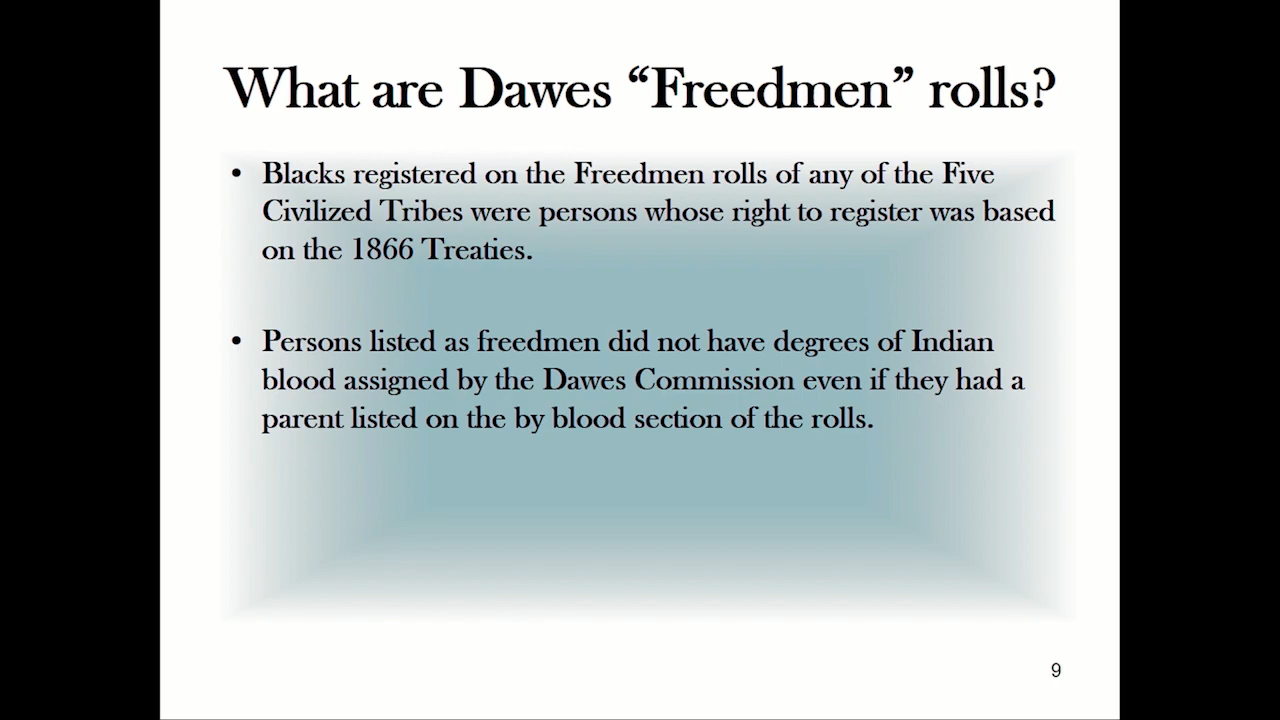 What are Dawes “Freedmen” rolls?
• Blacks registered on the Freedmen rolls of any of the Five
Civilized Tribes were persons whose right to register was based
on the 1866 Treaties.
• Persons listed as freedmen did not have degrees of Indian
blood assigned by the Dawes Commission even if they had a
parent listed on the by blood section of the rolls.
9